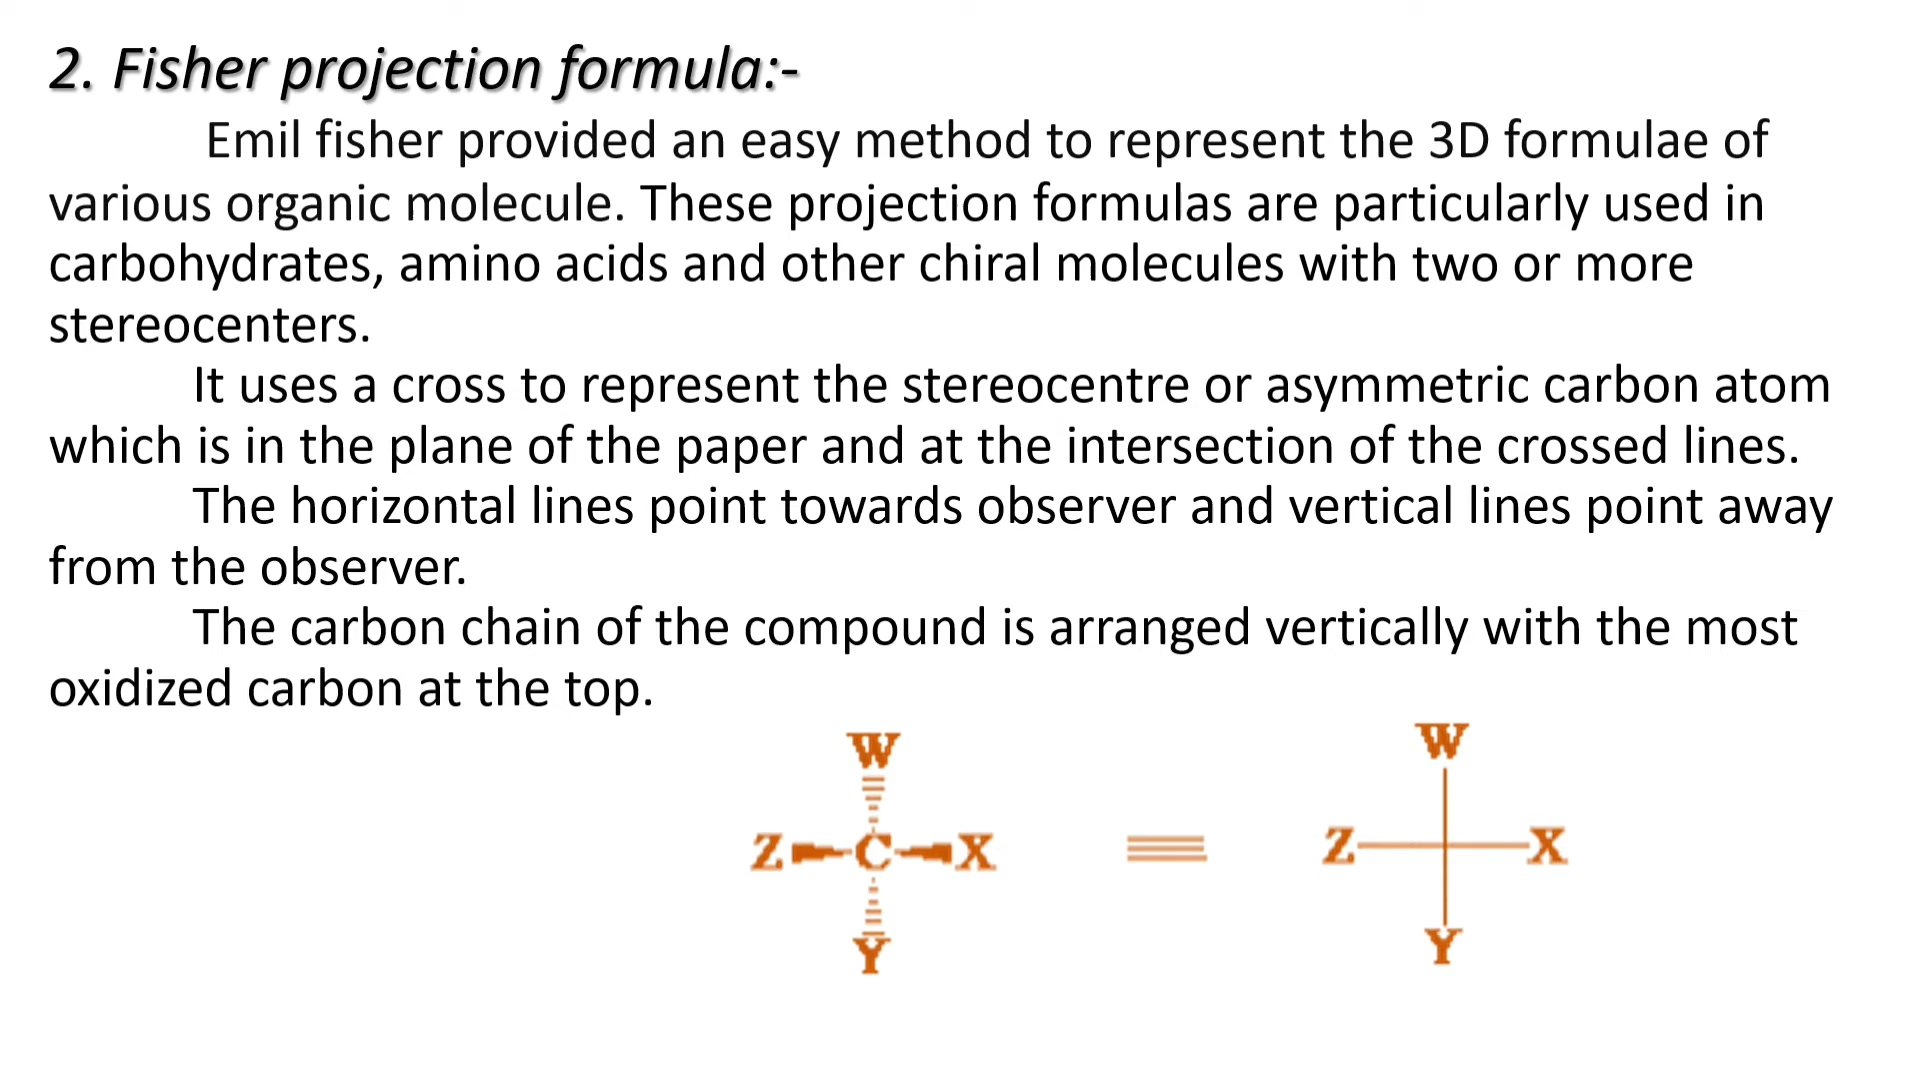 2. Fisher projection formula:-
Emil fisher provided an easy method to represent the 3D formulae of
various organic molecule. These projection formulas are particularly used in
carbohydrates, amino acids and other chiral molecules with two or more
stereocenters.
It uses a cross to represent the stereocentre or asymmetric carbon atom
which is in the plane of the paper and at the intersection of the crossed lines.
The horizontal lines point towards observer and vertical lines point away
from the observer.
The carbon chain of the compound is arranged vertically with the most
oxidized carbon at the top.
W
Z C X
Y
W
Z X
Y